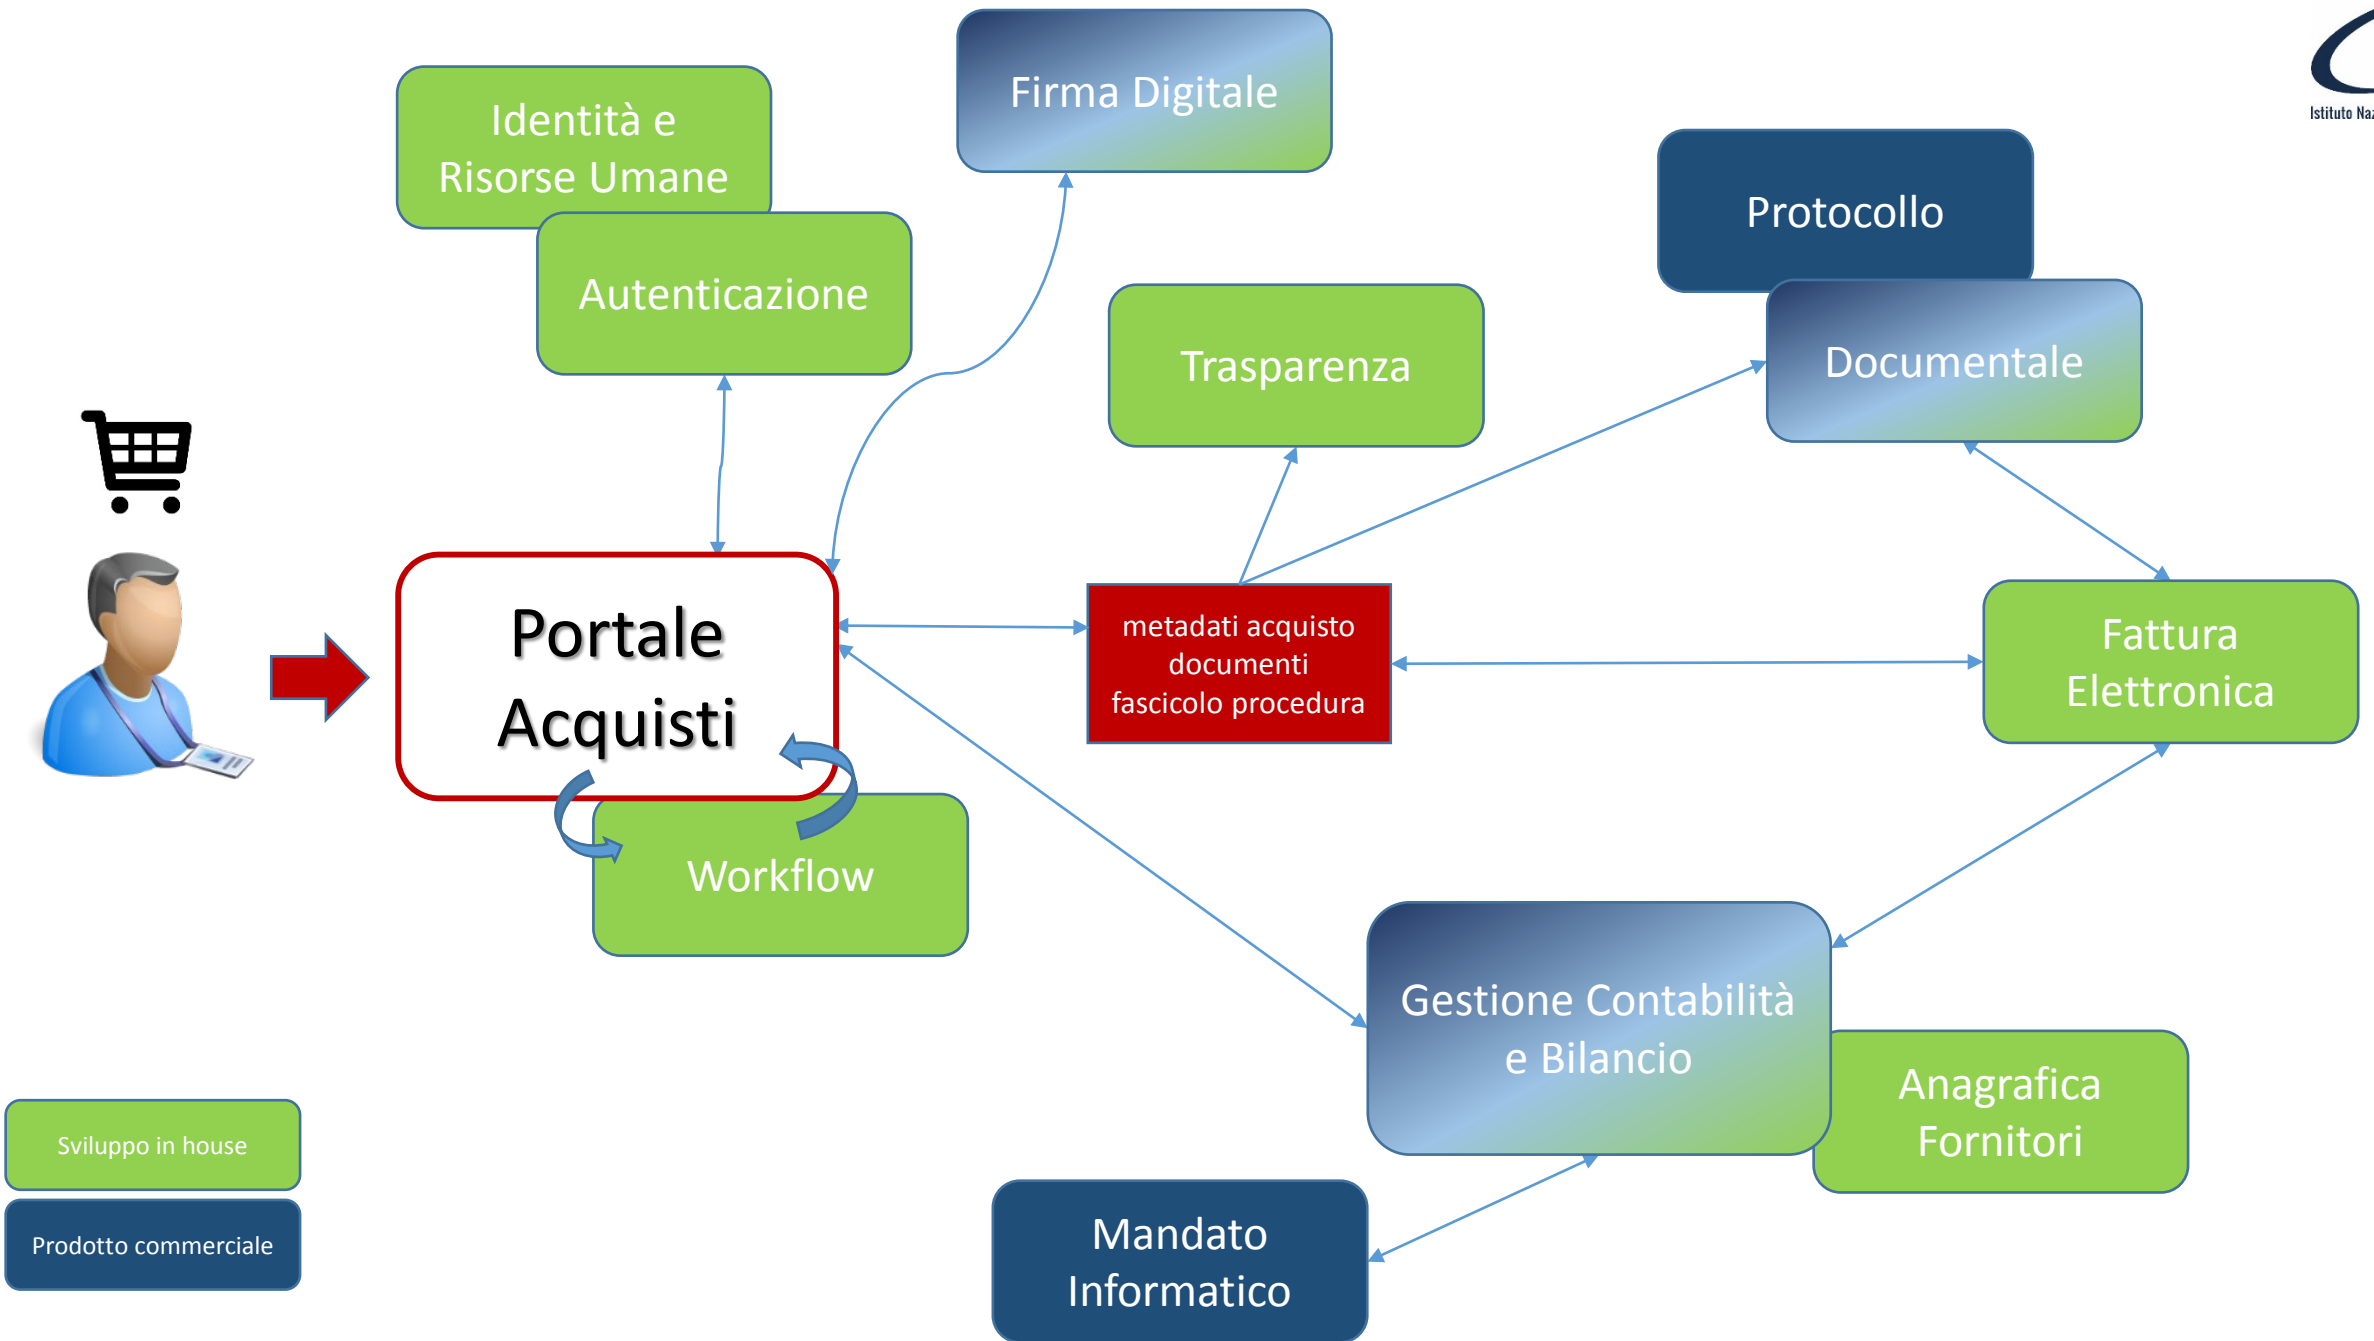 Firma Digitale
Identità e
Risorse Umane
Istituto
Protocollo
Autenticazione
Trasparenza
Documentale
Portale
Acquisti
metadati acquisto
documenti
fascicolo procedura
Fattura
Elettronica
Workflow
Gestione Contabilità
e Bilancio
Anagrafica
Fornitori
Sviluppo in house
Prodotto commerciale
Mandato
Informatico